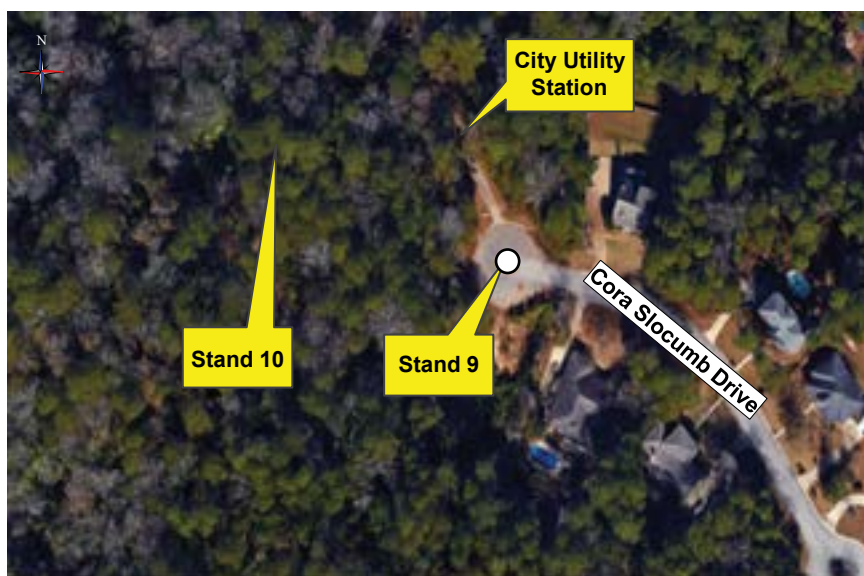 N
City Utility
Station
Stand 10
Stand 9
Cora Slocumb Drive